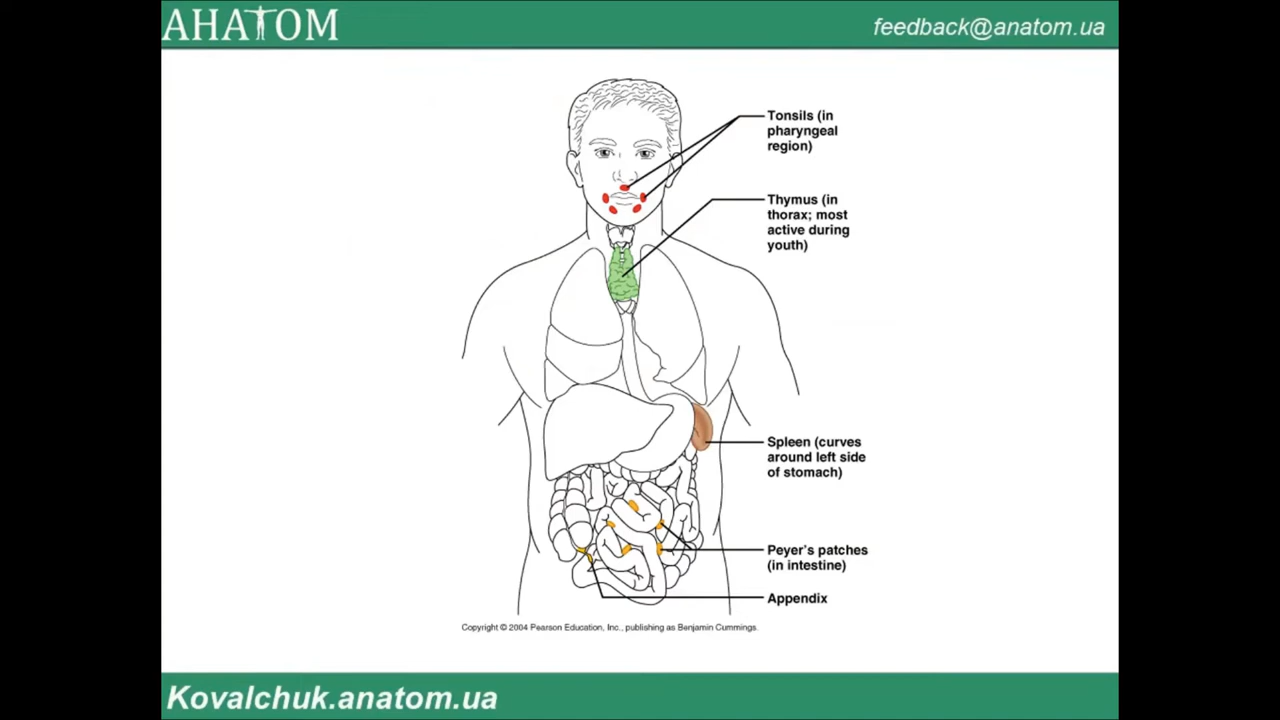 АНАТОМ
feedback@anatom.ua
Tonsils (in
pharyngeal
region)
Thymus (in
thorax; most
active during
youth)
Spleen (curves
around left side
of stomach)
Peyer's patches
(in intestine)
Appendix
Copyright © 2004 Pearson Education, Inc., publishing as Benjamin Cummings.
Kovalchuk.anatom.ua